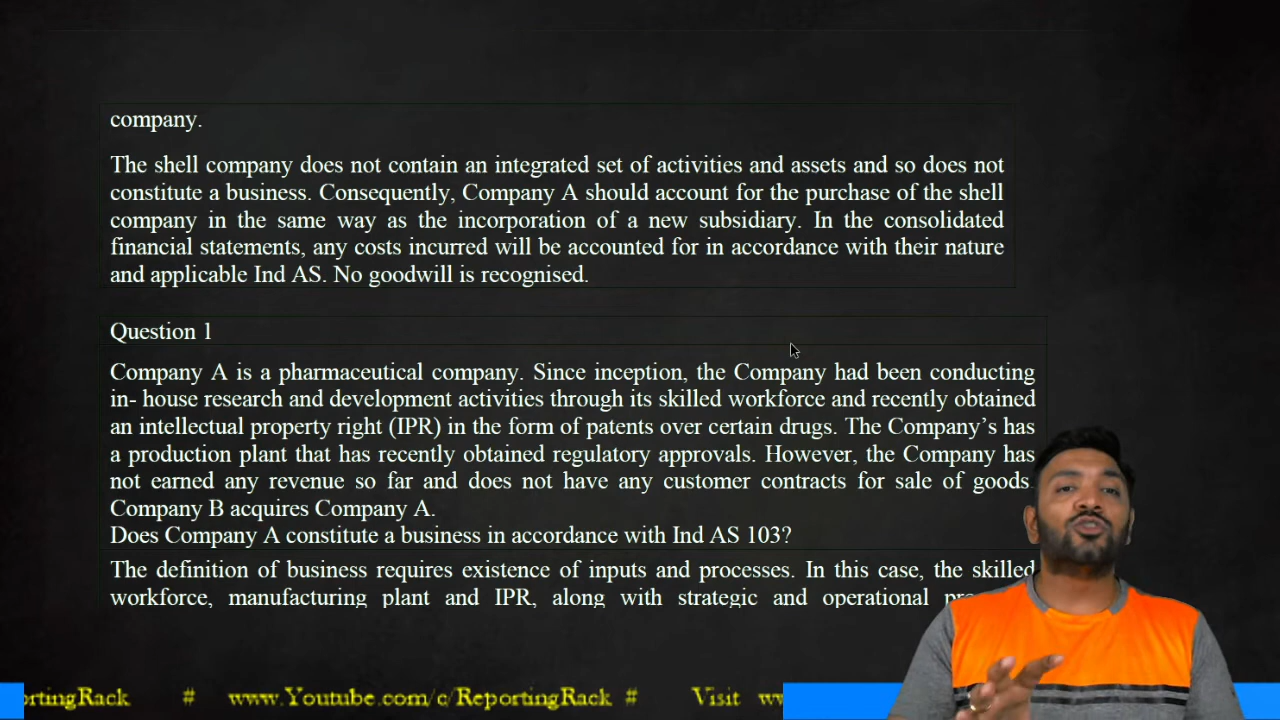 company.
The shell company does not contain an integrated set of activities and assets and so does not
constitute a business. Consequently, Company A should account for the purchase of the shell
company in the same way as the incorporation of a new subsidiary. In the consolidated
financial statements, any costs incurred will be accounted for in accordance with their nature
and applicable Ind AS. No goodwill is recognised.
Question 1
Company A is a pharmaceutical company. Since inception, the Company had been conducting
in- house research and development activities through its skilled workforce and recently obtained
an intellectual property right (IPR) in the form of patents over certain drugs. The Company’s has
a production plant that has recently obtained regulatory approvals. However, the Company has
not earned any revenue so far and does not have any customer contracts for sale of goods
Company B acquires Company A.
Does Company A constitute a business in accordance with Ind AS 103?
The definition of business requires existence of inputs and processes. In this case, the skilled
workforce, manufacturing plant and IPR, along with strategic and operational
rtingRack # www.Youtube.com/c/ReportingRack # Visit